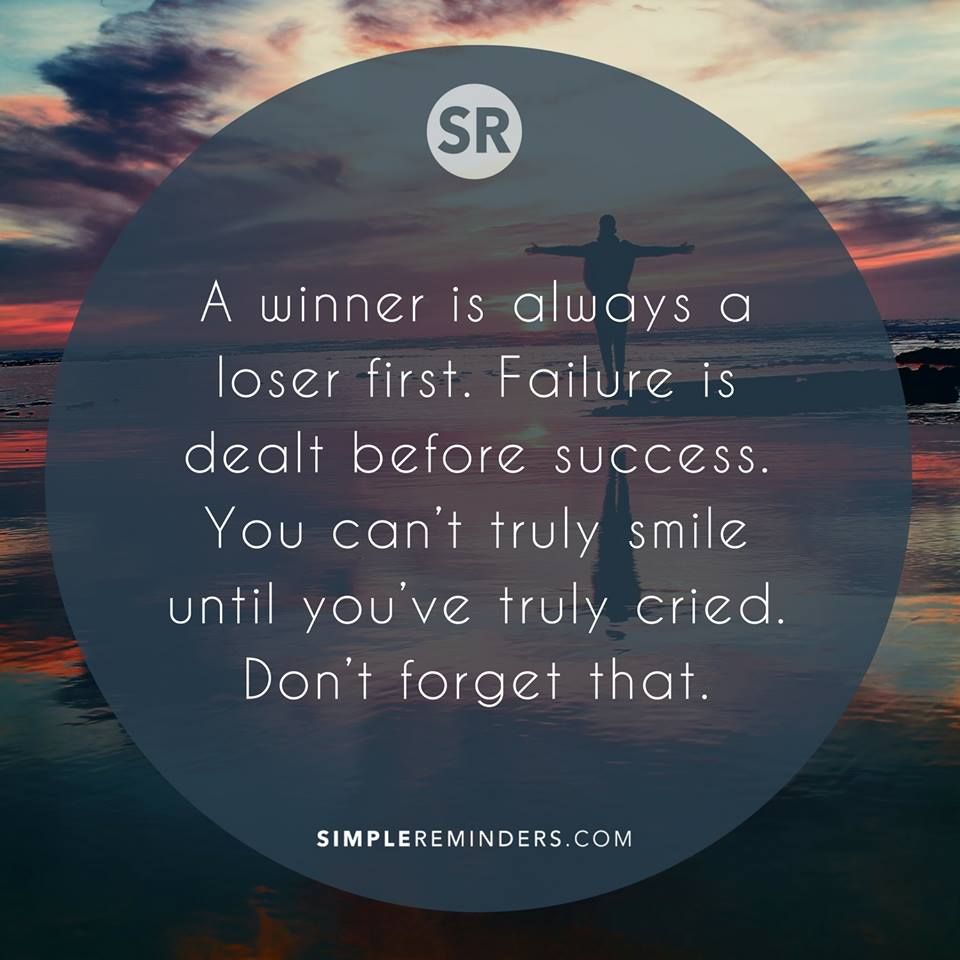 SR
A winner is always a
loser first. Failure is
dealt before success.
You can't truly smile
until you've truly cried.
Don't forget that.
SIMPLEREMINDERS.COM